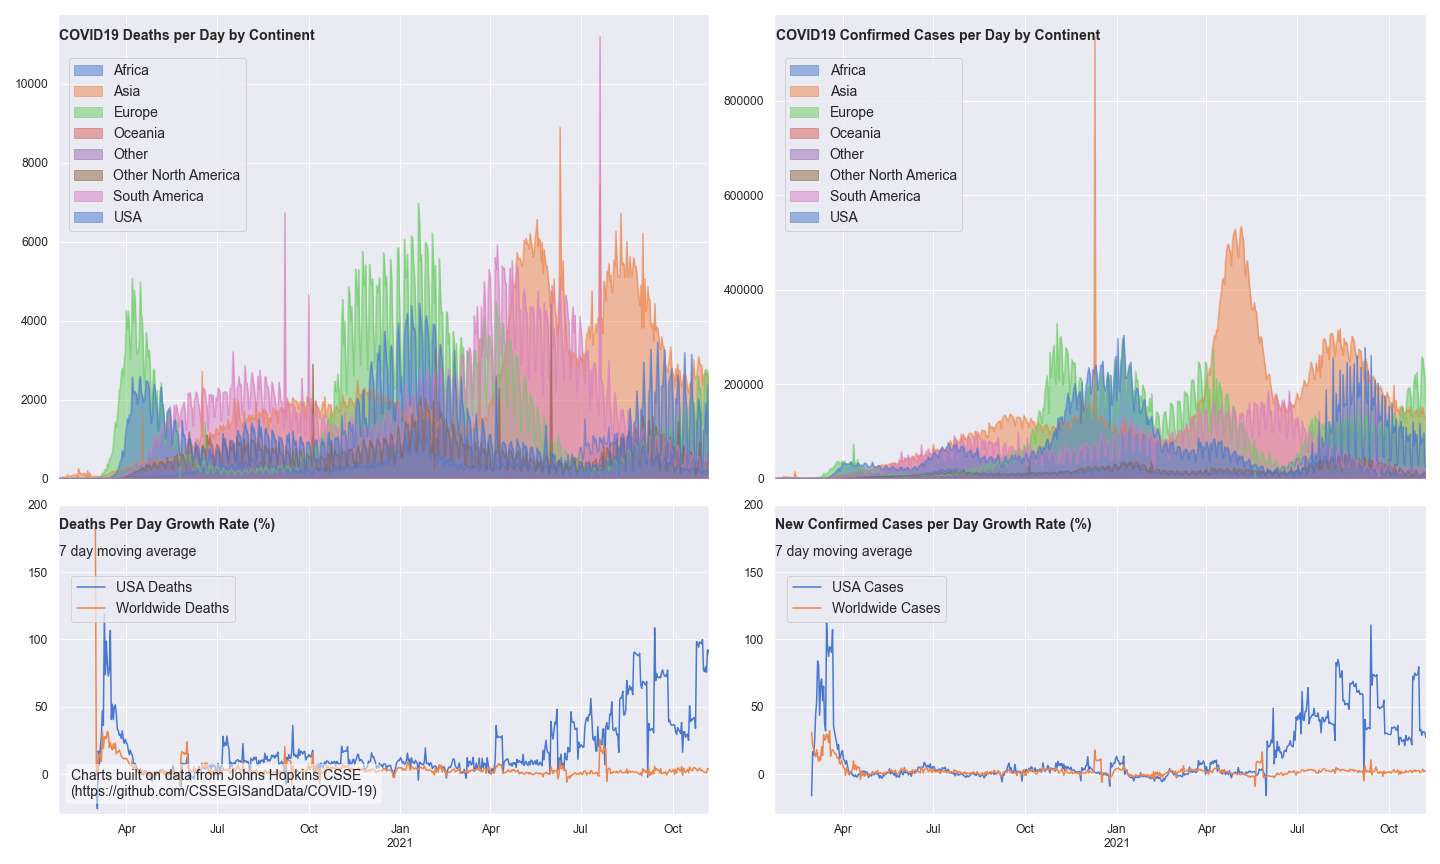 COVID19 Deaths per Day by Continent
10000
8000
6000
4000
2000
0
Africa
Asia
Europe
Oceania
Other
Other North America
South America
USA
COVID19 Confirmed Cases per Day by Continent
800000
600000
400000
200000
0
Africa
Asia
Europe
Oceania
Other
Other North America
South America
USA
Deaths Per Day Growth Rate (%)
7 day moving average
USA Deaths
Worldwide Deaths
200
150
100
50
0
Charts built on data from Johns Hopkins CSSE
(https://github.com/CSSEGISandData/COVID-19)
Apr Jul Oct Jan Apr Jul Oct
2021
New Confirmed Cases per Day Growth Rate (%)
7 day moving average
USA Cases
Worldwide Cases
200
150
100
50
0
Apr Jul Oct Jan Apr Jul Oct
2021